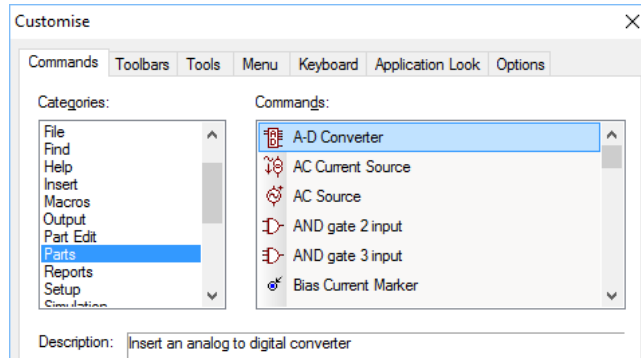 Customise
Commands Toolbars Tools Menu Keyboard Application Look Options
Categories:
File
Find
Help
Insert
Macros
Output
Part Edit
Parts
Reports
Setup
Simulation
Commands:
A-D Converter
AC Current Source
AC Source
AND gate 2 input
AND gate 3 input
Bias Current Marker
Description: Insert an analog to digital converter